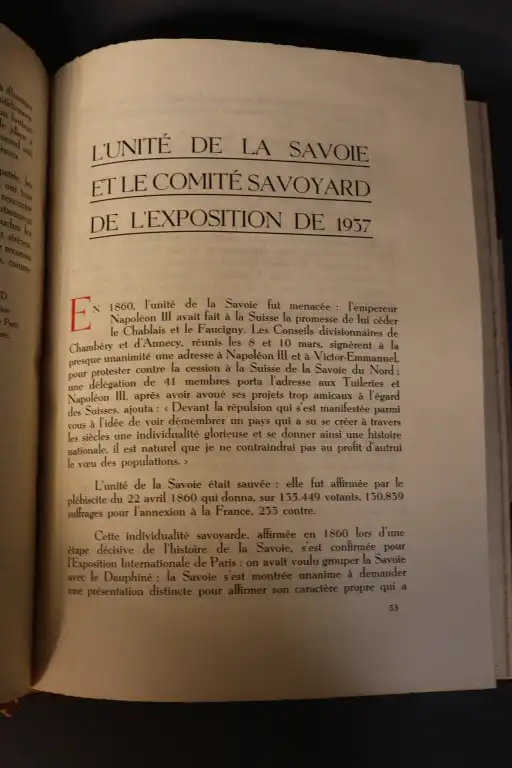 L'UNITÉ DE LA SAVOIE
ET LE COMITÉ SAVOYARD
DE L'EXPOSITION DE 1937
EN 1860, l'unité de la Savoie fut menacée : l'empereur
Napoléon III avait fait à la Suisse la promesse de lui céder
le Chablais et le Faucigny. Les Conseils divisionnaires de
Chambéry et d'Annecy, réunis les 8 et 10 mars, signèrent à la
presque unanimité une adresse à Napoléon III et à Victor-Emmanuel,
pour protester contre la cession à la Suisse de la Savoie du Nord ;
une délégation de 41 membres porta l'adresse aux Tuileries et
Napoléon III, après avoir avoué ses projets trop amicaux à l'égard
des Suisses, ajouta : « Devant la répulsion qui s'est manifestée parmi
vous à l'idée de voir démembrer un pays qui a su se créer à travers
les siècles une individualité glorieuse et se donner ainsi une histoire
nationale, il est naturel que je ne contraindrai pas au profit d'autrui
le vœu des populations. »
L'unité de la Savoie était sauvée : elle fut affirmée par le
plébiscite du 22 avril 1860 qui donna, sur 135.449 votants, 130.839
suffrages pour l'annexion à la France, 235 contre.
Cette individualité savoyarde, affirmée en 1860 lors d'une
étape décisive de l'histoire de la Savoie, s'est confirmée pour
l'Exposition Internationale de Paris : on avait voulu grouper la Savoie
avec le Dauphiné ; la Savoie s'est montrée unanime à demander
une présentation distincte pour affirmer son caractère propre qui a
53